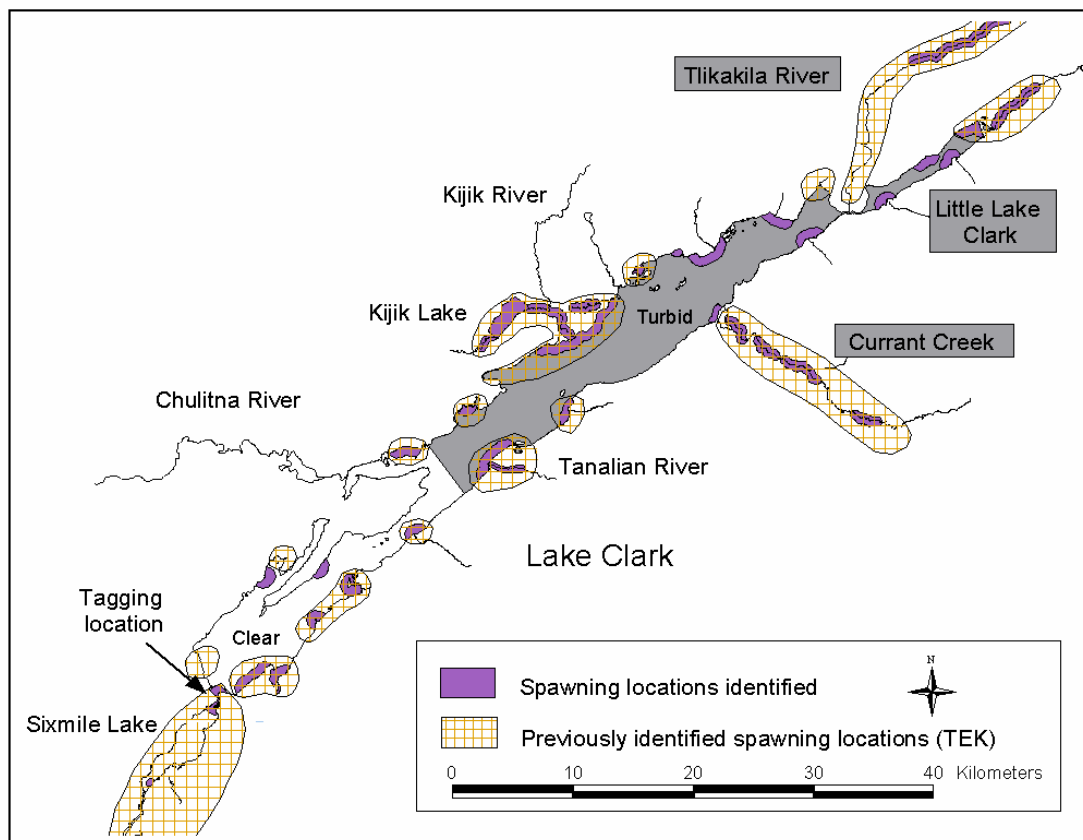 Tlikakila River
Kijik River
Little Lake
Clark
Kijik Lake
Turbid
Currant Creek
Chulitna River
Tanalian River
Lake Clark
Tagging
location
Clear
Sixmile Lake
N
Spawning locations identified
Previously identified spawning locations (TEK)
0 10 20 30 40 Kilometers